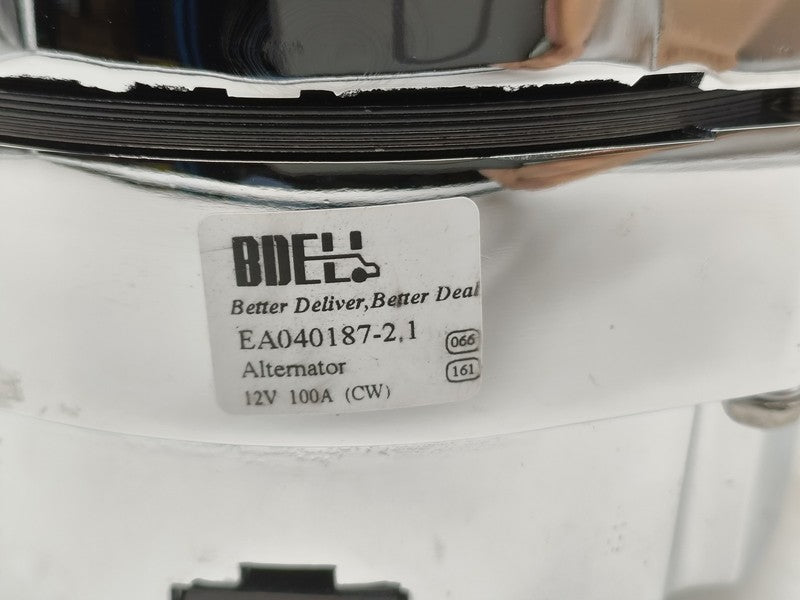 BDELL
Better Deliver,Better Deal
EA040187-2.1
066
Alternator
161
12V 100A (CW)